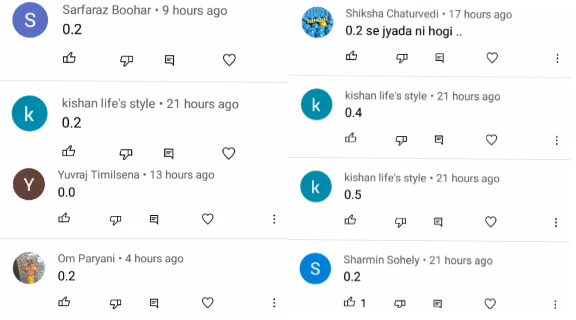 S
Sarfaraz Boohar • 9 hours ago
0.2
k
kishan life's style • 21 hours ago
0.2
Y
Yuvraj Timilsena • 13 hours ago
0.0
Om Paryani • 4 hours ago
0.2
Shiksha Chaturvedi • 17 hours ago
0.2 se jyada ni hogi ..
k
kishan life's style • 21 hours ago
0.4
k
kishan life's style • 21 hours ago
0.5
S
Sharmin Sohely • 21 hours ago
0.2
1